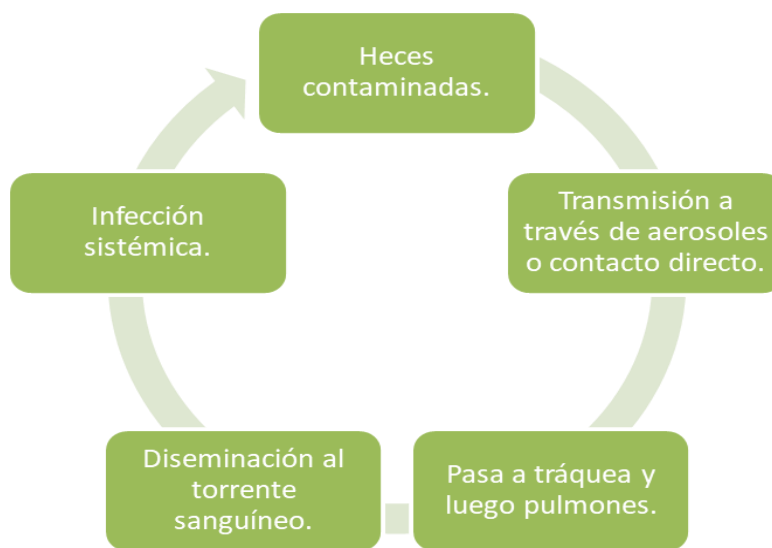 Heces
contaminadas.
Transmisión a
través de aerosoles
o contacto directo.
Pasa a tráquea y
luego pulmones.
Diseminación al
torrente
sanguíneo.
Infección
sistémica.